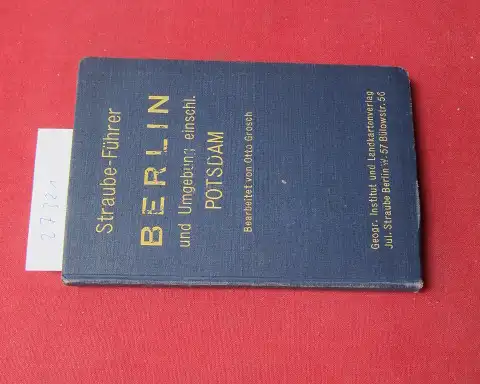 Straube-Führer
BERLIN
und Umgebung einschl.
POTSDAM
Bearbeitet von Otto Grosch
Geogr. Institut und Landkartenverlag
Jul. Straube Berlin W. 57 Bülowstr. 56